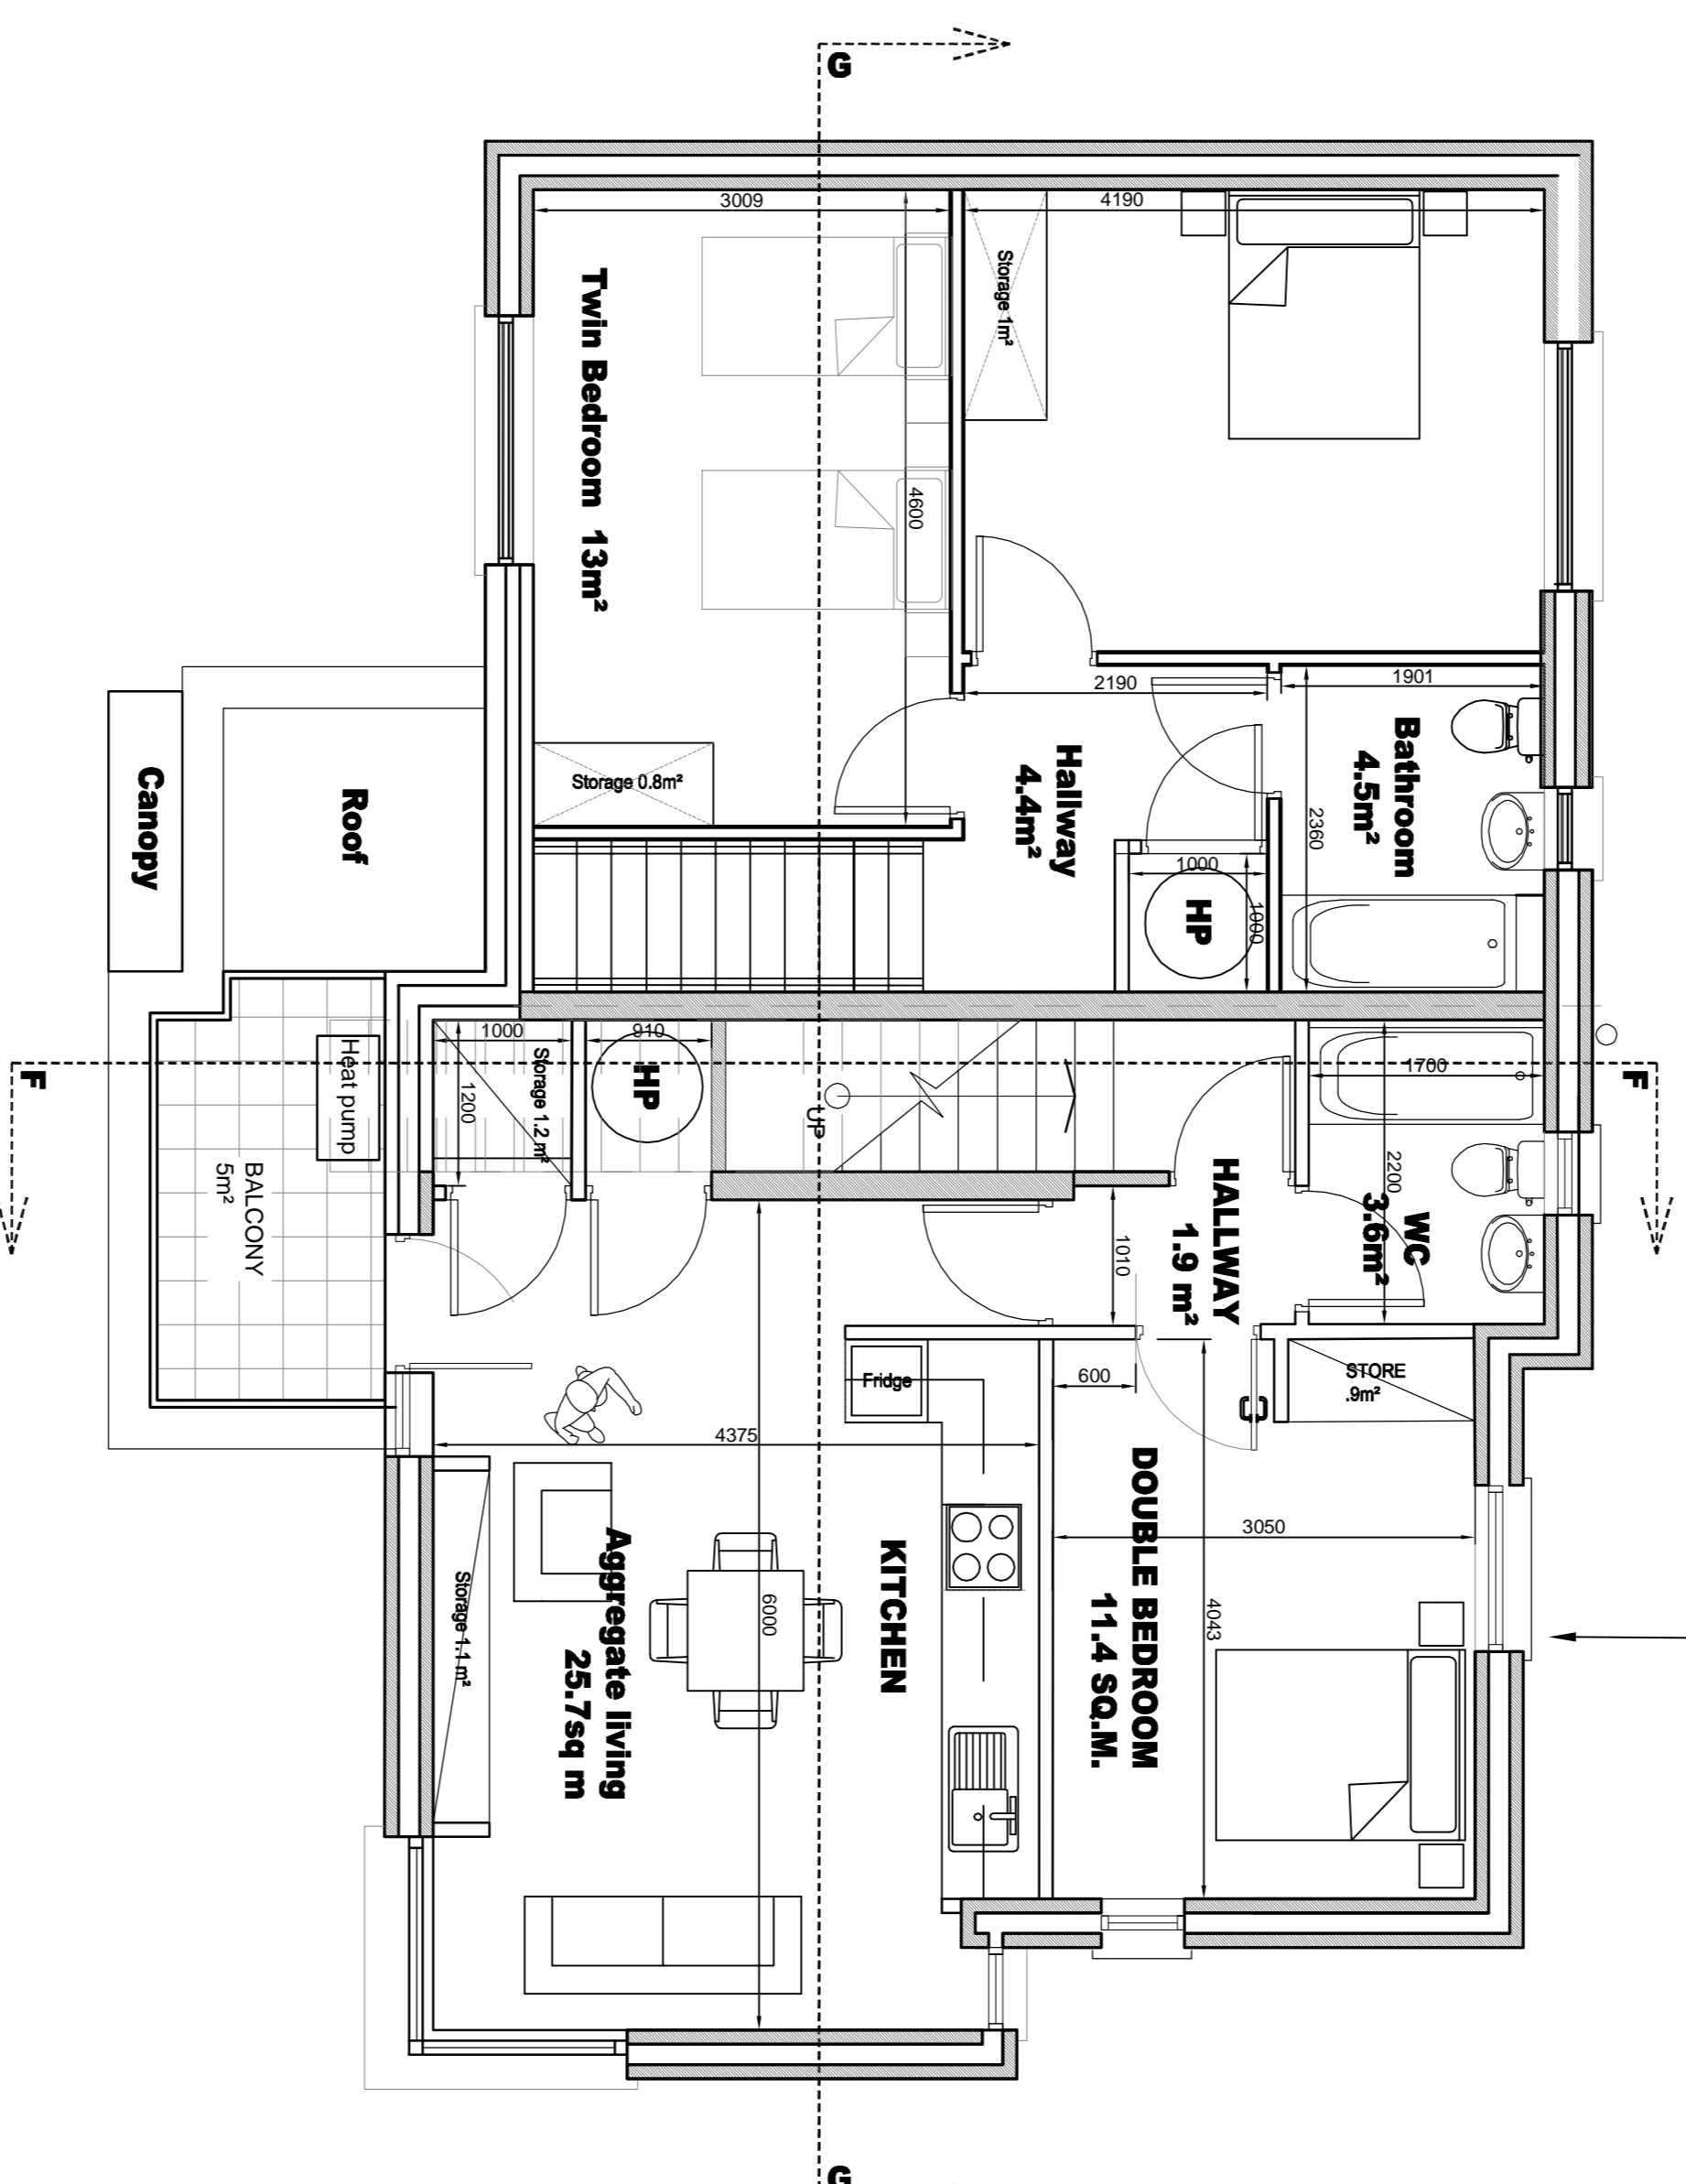 G
3009
4190
Storage 1m²
Twin Bedroom 13m²
4600
2190
1901
Bathroom
4.5m²
2360
Hallway
4.4m²
Storage 0.8m²
1000
1000
HP
Roof
Canopy
Heat pump
BALCONY
5m²
F
F
1000
1200
Storage 1.2 m²
910
HP
UP
1700
2200
WC
3.6m²
HALLWAY
1.9 m²
1010
600
Fridge
STORE
.9m²
4375
6000
KITCHEN
Aggregate living
25.7sq m
Storage 1.1 m²
DOUBLE BEDROOM
11.4 SQ.M.
3050
4043
G